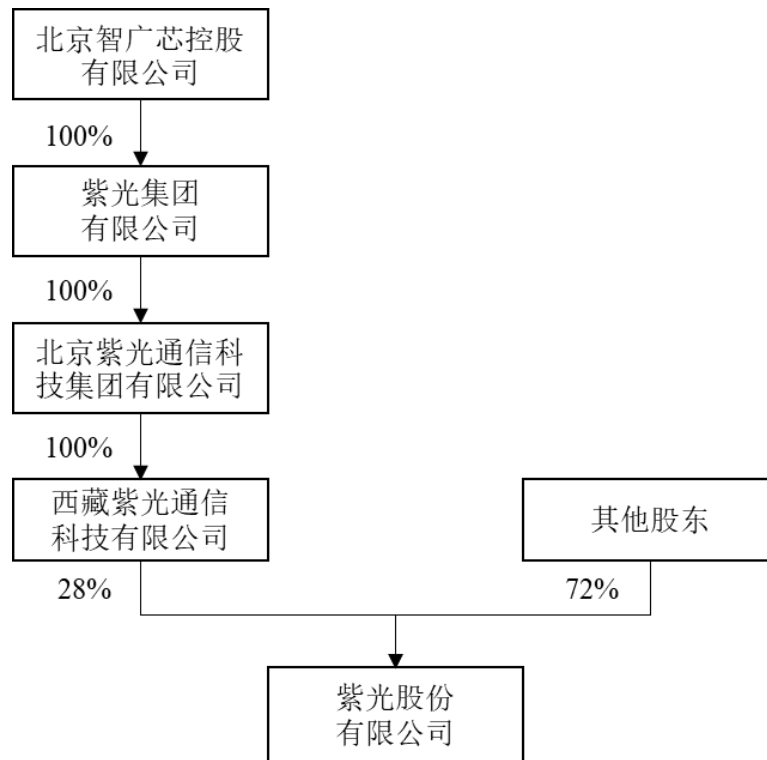 北京智广芯控股
有限公司
100%
紫光集团
有限公司
100%
北京紫光通信科
技集团有限公司
100%
西藏紫光通信
科技有限公司
其他股东
28%
72%
紫光股份
有限公司